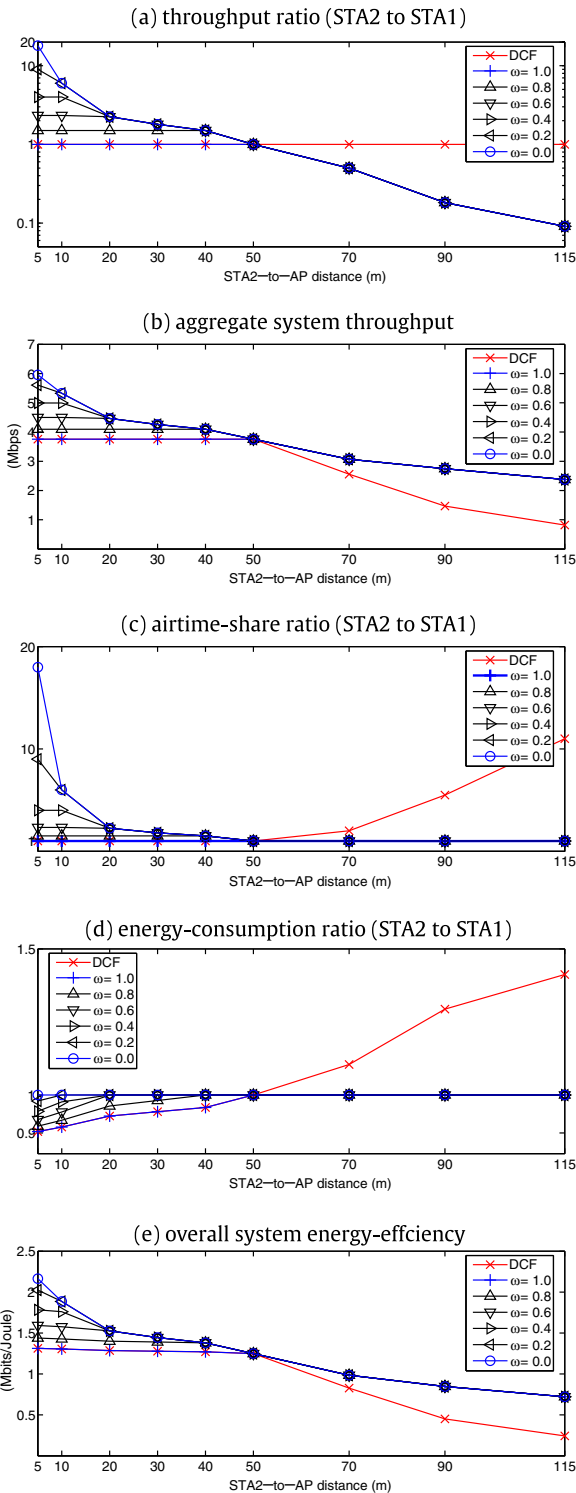 (a) throughput ratio (STA2 to STA1)
20
10
1
0.1
DCF
ω= 1.0
ω= 0.8
ω= 0.6
ω= 0.4
ω= 0.2
ω= 0.0
5 10 20 30 40 50 70 90 115
STA2−to−AP distance (m)
(b) aggregate system throughput
(Mbps)
7
6
5
4
3
2
1
DCF
ω= 1.0
ω= 0.8
ω= 0.6
ω= 0.4
ω= 0.2
ω= 0.0
5 10 20 30 40 50 70 90 115
STA2−to−AP distance (m)
(c) airtime-share ratio (STA2 to STA1)
20
10
1
DCF
ω= 1.0
ω= 0.8
ω= 0.6
ω= 0.4
ω= 0.2
ω= 0.0
5 10 20 30 40 50 70 90 115
STA2−to−AP distance (m)
(d) energy-consumption ratio (STA2 to STA1)
1.5
1
0.9
DCF
ω= 1.0
ω= 0.8
ω= 0.6
ω= 0.4
ω= 0.2
ω= 0.0
5 10 20 30 40 50 70 90 115
STA2−to−AP distance (m)
(e) overall system energy-effciency
(Mbits/Joule)
2.5
2
1.5
1
0.5
DCF
ω= 1.0
ω= 0.8
ω= 0.6
ω= 0.4
ω= 0.2
ω= 0.0
5 10 20 30 40 50 70 90 115
STA2−to−AP distance (m)